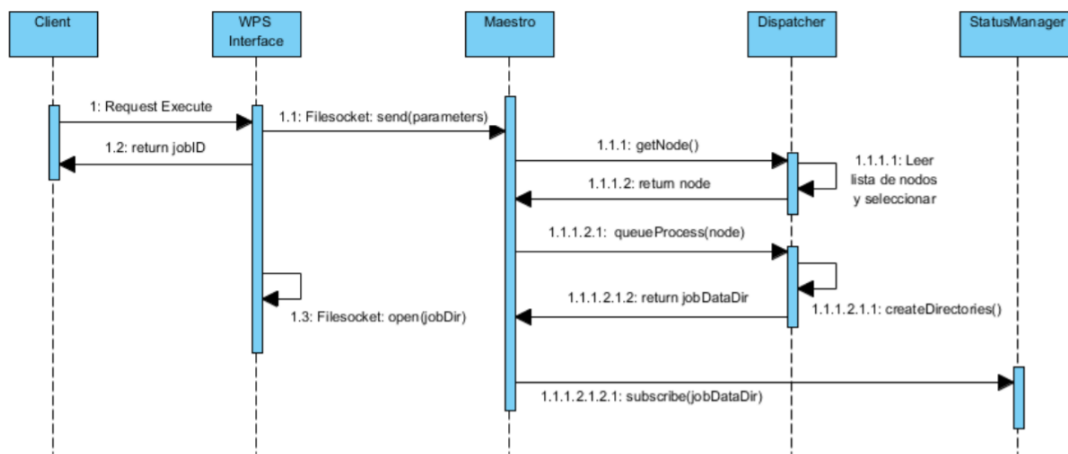 Client
WPS
Interface
Maestro
Dispatcher
StatusManager
1: Request Execute
1.1: Filesocket: send(parameters)
1.2: return jobID
1.1.1: getNode()
1.1.1.1: Leer
lista de nodos
y seleccionar
1.1.1.2: return node
1.1.1.2.1: queueProcess(node)
1.1.1.2.1.2: return jobDataDir
1.1.1.2.1.1: createDirectories()
1.3: Filesocket: open(jobDir)
1.1.1.2.1.2.1: subscribe(jobDataDir)